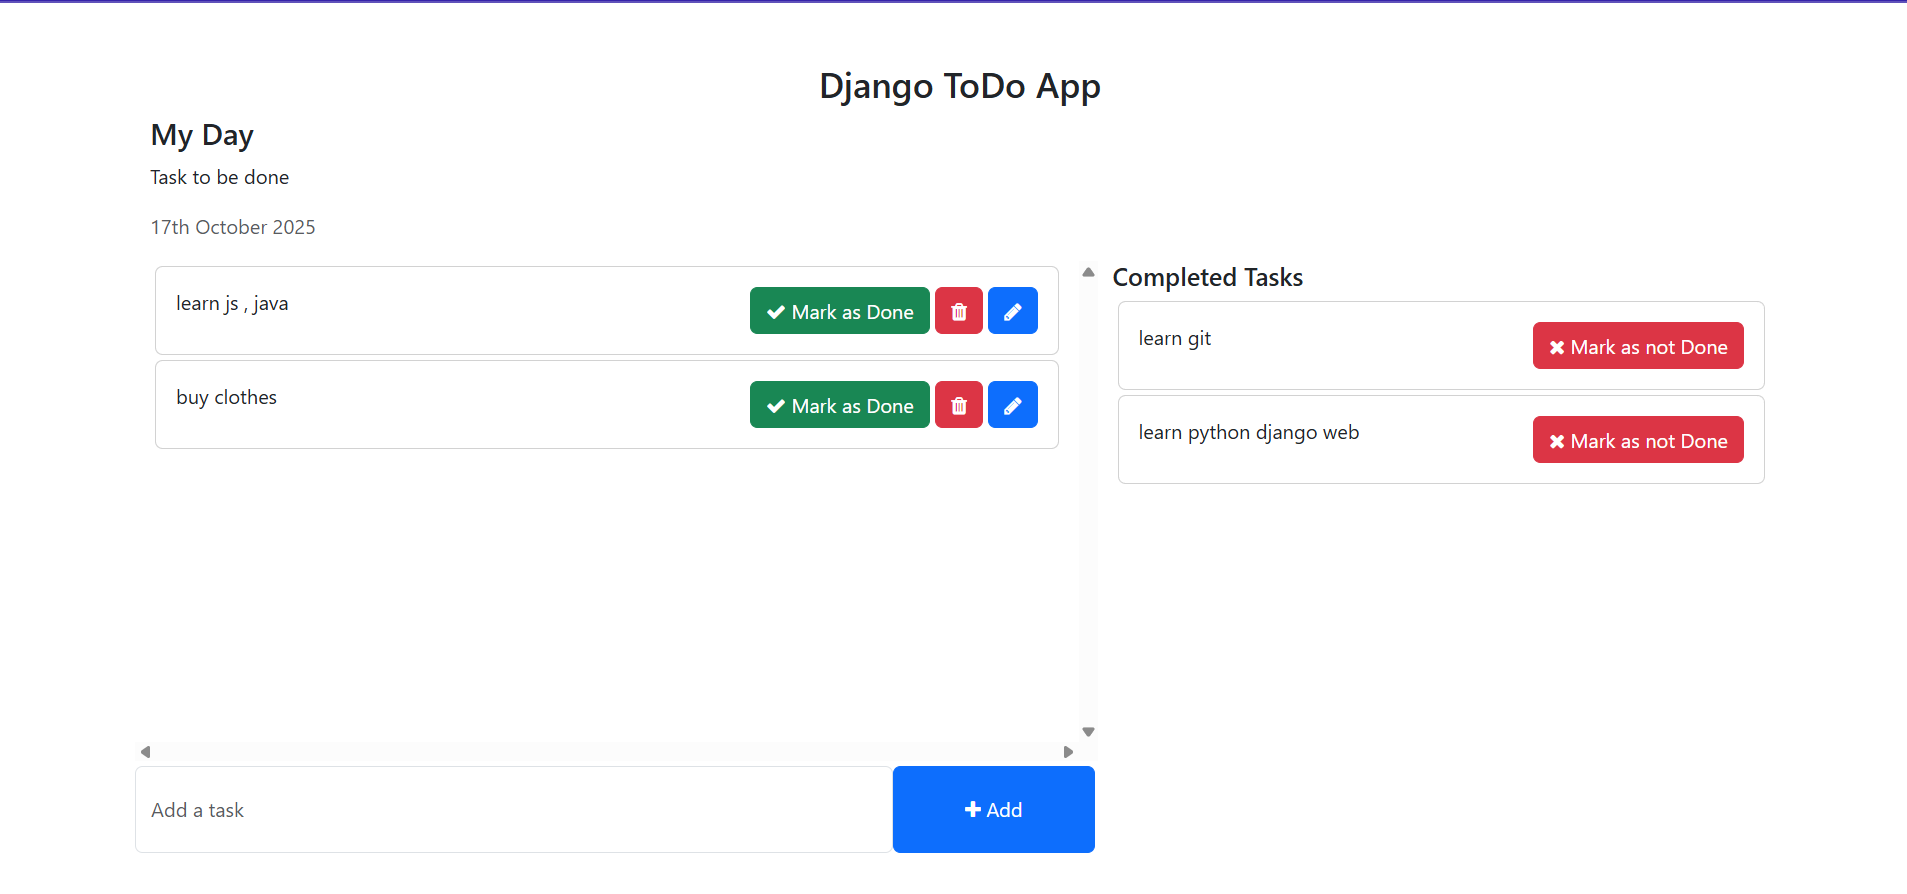 Django ToDo App
My Day
Task to be done
17th October 2025
learn js , java
Mark as Done
buy clothes
Mark as Done
Completed Tasks
learn git
Mark as not Done
learn python django web
Mark as not Done
Add a task
Add